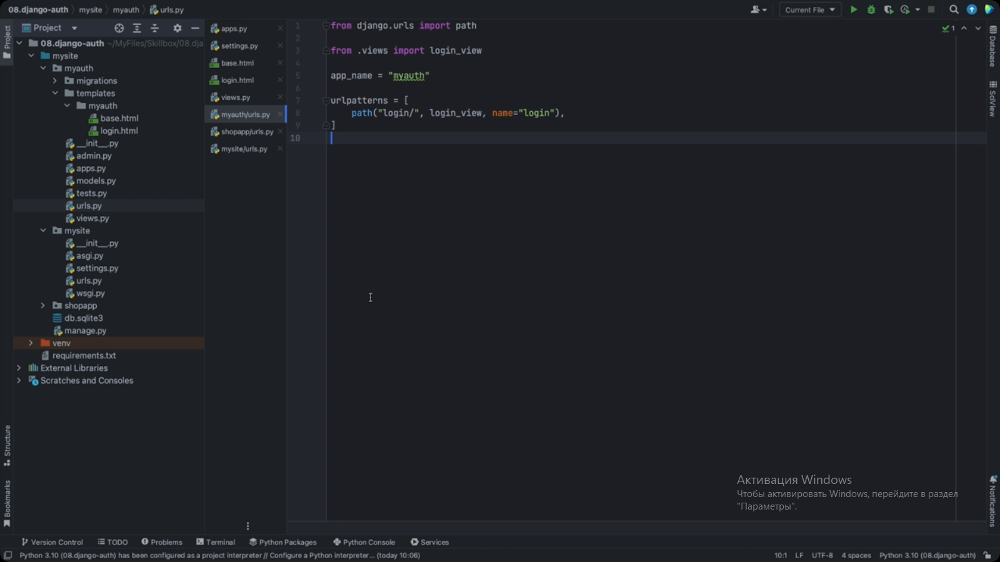 08.django-auth mysite myauth urls.py
Current File
Project
Project
08.django-auth ~/MyFiles/Skillbox/08.dja
mysite
myauth
migrations
templates
myauth
base.html
login.html
__init__.py
admin.py
apps.py
models.py
tests.py
urls.py
views.py
mysite
__init__.py
asgi.py
settings.py
urls.py
wsgi.py
shopapp
db.sqlite3
manage.py
venv
requirements.txt
External Libraries
Scratches and Consoles
Structure
Bookmarks
apps.py
settings.py
base.html
login.html
views.py
myauth/urls.py
shopapp/urls.py
mysite/urls.py
1 from django.urls import path
2
3 from .views import login_view
4
5 app_name = "myauth"
6
7 urlpatterns = [
8 path("login/", login_view, name="login"),
9 ]
10
1
Database
SciView
Notifications
Активация Windows
Чтобы активировать Windows, перейдите в раздел
"Параметры".
Version Control TODO Problems Terminal Python Packages Python Console Services
Python 3.10 (08.django-auth) has been configured as a project interpreter // Configure a Python interpreter... (today 10:06)
10:1 LF UTF-8 4 spaces Python 3.10 (08.django-auth)